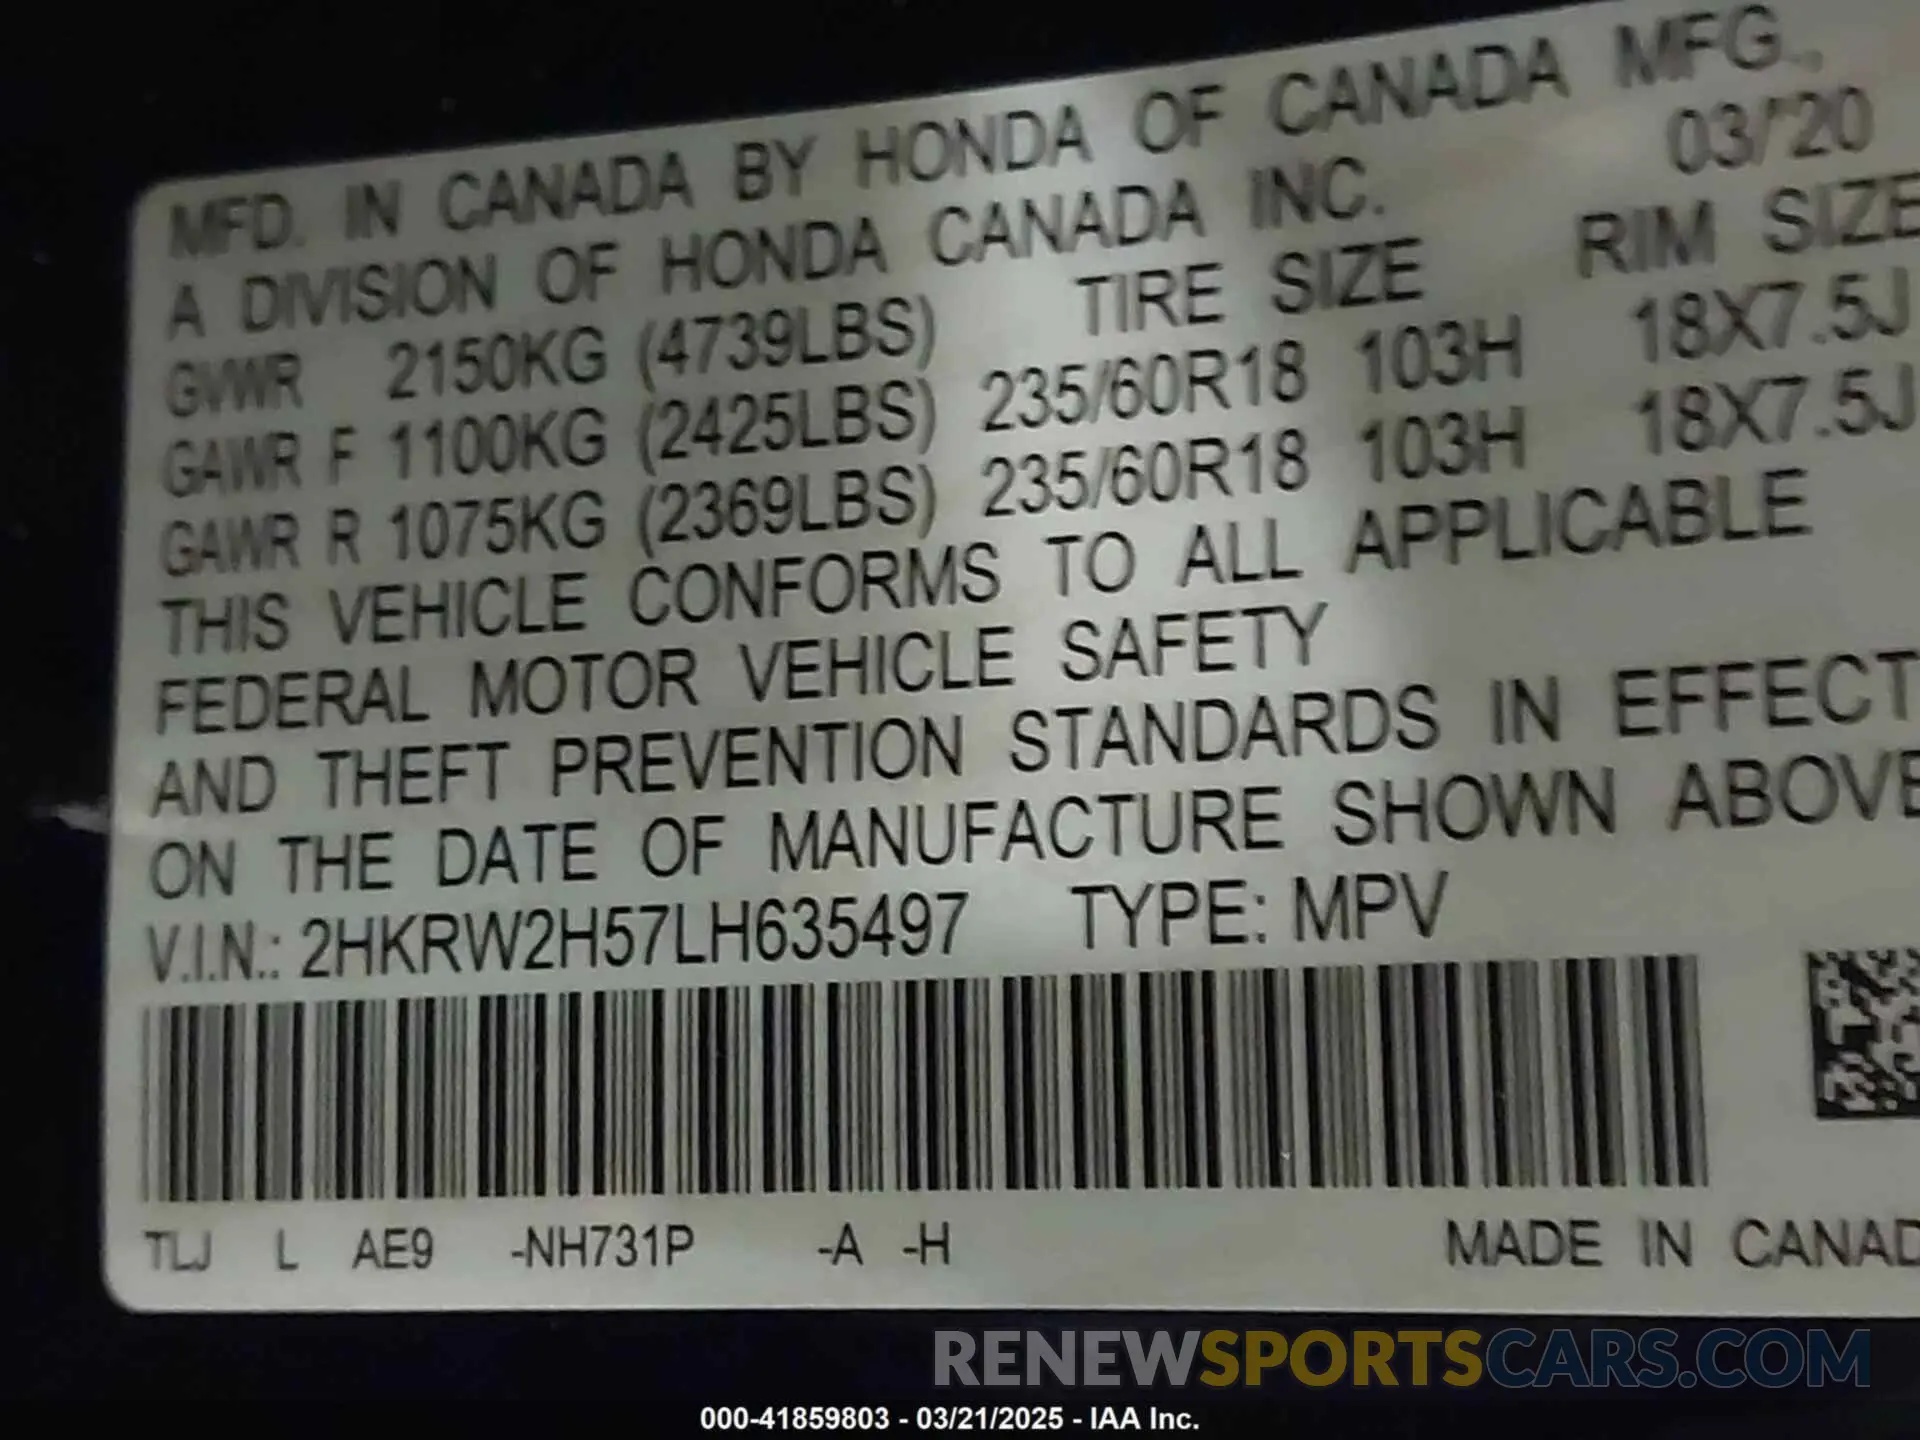 MFD. IN CANADA BY HONDA OF CANADA MFG.,
A DIVISION OF HONDA CANADA INC. 03/'20
GVWR 2150KG (4739LBS) TIRE SIZE RIM SIZE
GAWR F 1100KG (2425LBS) 235/60R18 103H 18X7.5J
GAWR R 1075KG (2369LBS) 235/60R18 103H 18X7.5J
THIS VEHICLE CONFORMS TO ALL APPLICABLE
FEDERAL MOTOR VEHICLE SAFETY
AND THEFT PREVENTION STANDARDS IN EFFECT
ON THE DATE OF MANUFACTURE SHOWN ABOVE
V.I.N.: 2HKRW2H57LH635497 TYPE: MPV
TLJ L AE9 -NH731P -A -H MADE IN CANAD
RENEWSPORTSCARS.COM
000-41859803 - 03/21/2025 - IAA Inc.